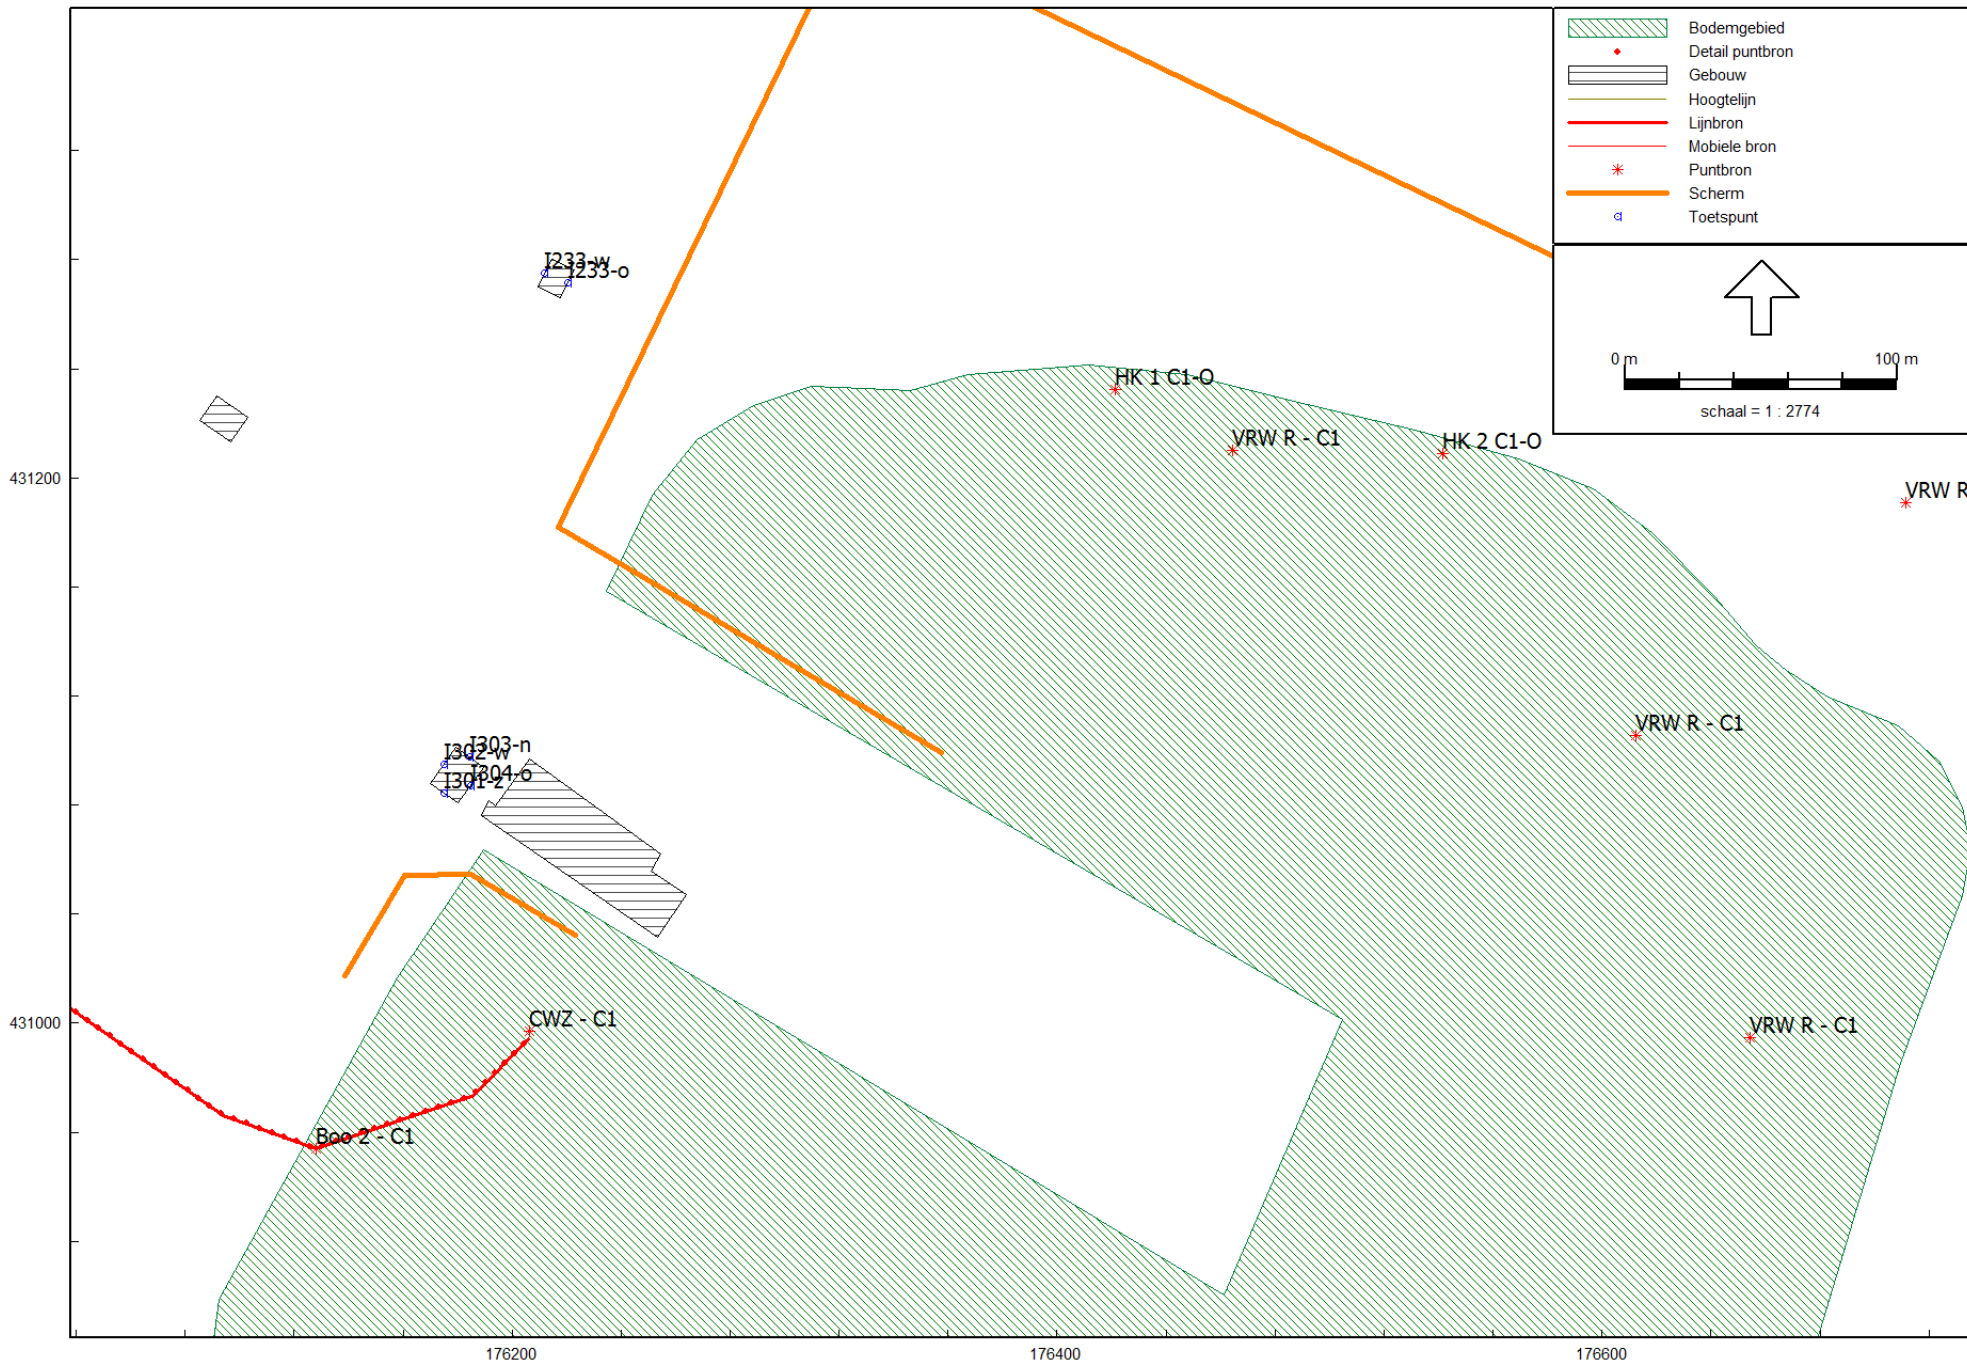 Bodemgebied
Detail puntbron
Gebouw
Hoogtelijn
Lijnbron
Mobiele bron
Puntbron
Scherm
Toetspunt
0 m 100 m
schaal = 1 : 2774
I233-w
I233-o
HK 1 C1-O
VRW R - C1
HK 2 C1-O
VRW R
431200
VRW R - C1
I303-n
I302-w
I304-o
I301-z
431000
CWZ - C1
VRW R - C1
Boo 2 - C1
176200 176400 176600